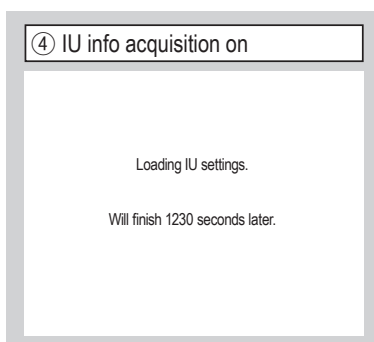 ④ IU info acquisition on
Loading IU settings.
Will finish 1230 seconds later.